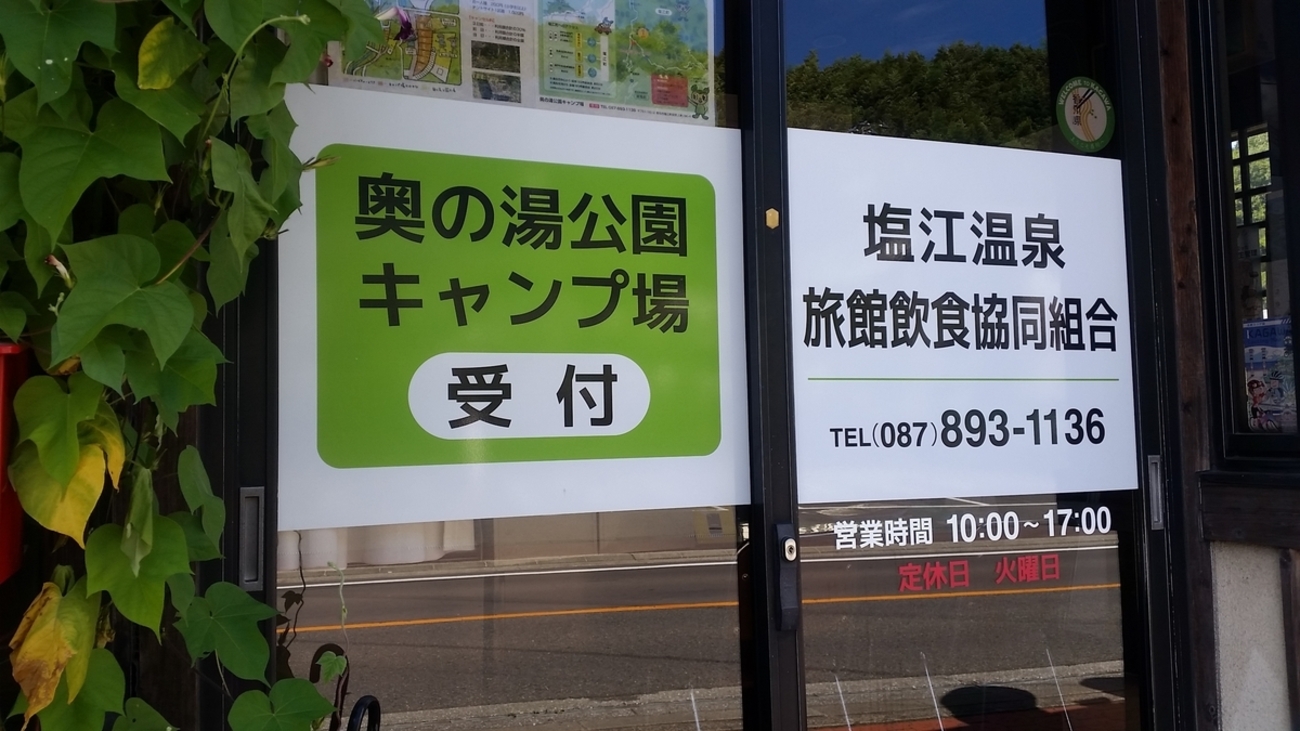 奥の湯公園
キャンプ場
受付
塩江温泉
旅館飲食協同組合
TEL(087)893-1136
営業時間 10:00~17:00
定休日 火曜日